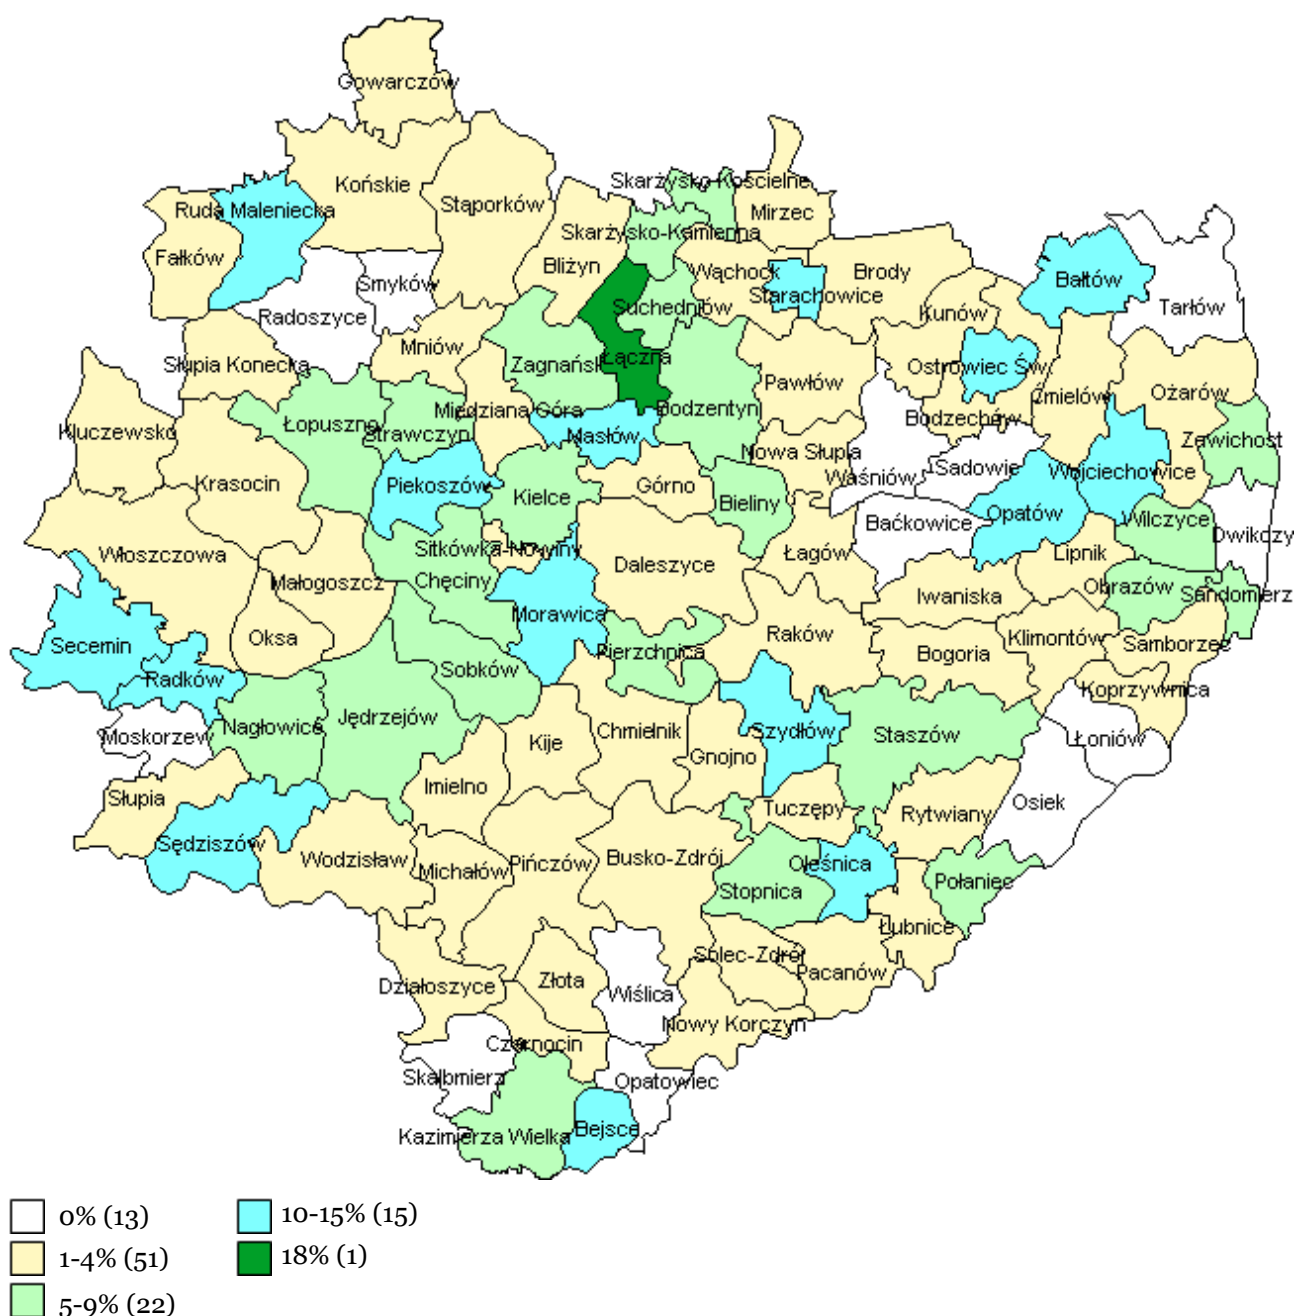 Gowarczów
Końskie
Stąporków
Skarżysko Kościelne
Mirzec
Ruda Maleniecka
Fałków
Skarżysko-Kamienna
Bliżyn
Wąchock
Brody
Starachowice
Bałtów
Smyków
Radoszyce
Suchedniów
Kunów
Tarłów
Mniów
Słupia Konecka
Zagnańsk
Łączna
Pawłów
Ostrowiec Św.
Ożarów
Ćmielów
Bodzechów
Miedziana Góra
Bodzentyn
Łopuszno
Strawczyn
Masłów
Kluczewsko
Zawichost
Nowa Słupia
Sadowie
Waśniów
Wojciechowice
Krasocin
Piekoszów
Kielce
Górno
Bieliny
Opatów
Baćkowice
Wilczyce
Dwikozy
Włoszczowa
Sitkówka-Nowiny
Łagów
Lipnik
Małogoszcz
Chęciny
Daleszyce
Obrazów
Sandomierz
Iwaniska
Morawica
Secemin
Oksa
Raków
Klimontów
Samborzec
Pierzchnica
Bogoria
Radków
Sobków
Koprzywnica
Moskorzew
Nagłowice
Jędrzejów
Kije
Chmielnik
Szydłów
Staszów
Łoniów
Gnojno
Słupia
Imielno
Tuczępy
Rytwiany
Osiek
Sędziszów
Wodzisław
Michałów
Pińczów
Busko-Zdrój
Oleśnica
Stopnica
Połaniec
Łubnice
Solec-Zdrój
Działoszyce
Złota
Wiślica
Pacanów
Nowy Korczyn
Czarnocin
Skalbmierz
Opatowiec
Kazimierza Wielka
Bejsce
0% (13)
1-4% (51)
5-9% (22)
10-15% (15)
18% (1)